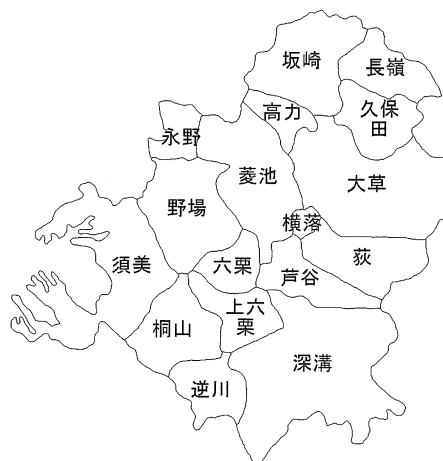 坂崎
長嶺
高力
久保
田
永野
菱池
大草
野場
横落
荻
須美
六栗
芦谷
桐山
上六
栗
深溝
逆川